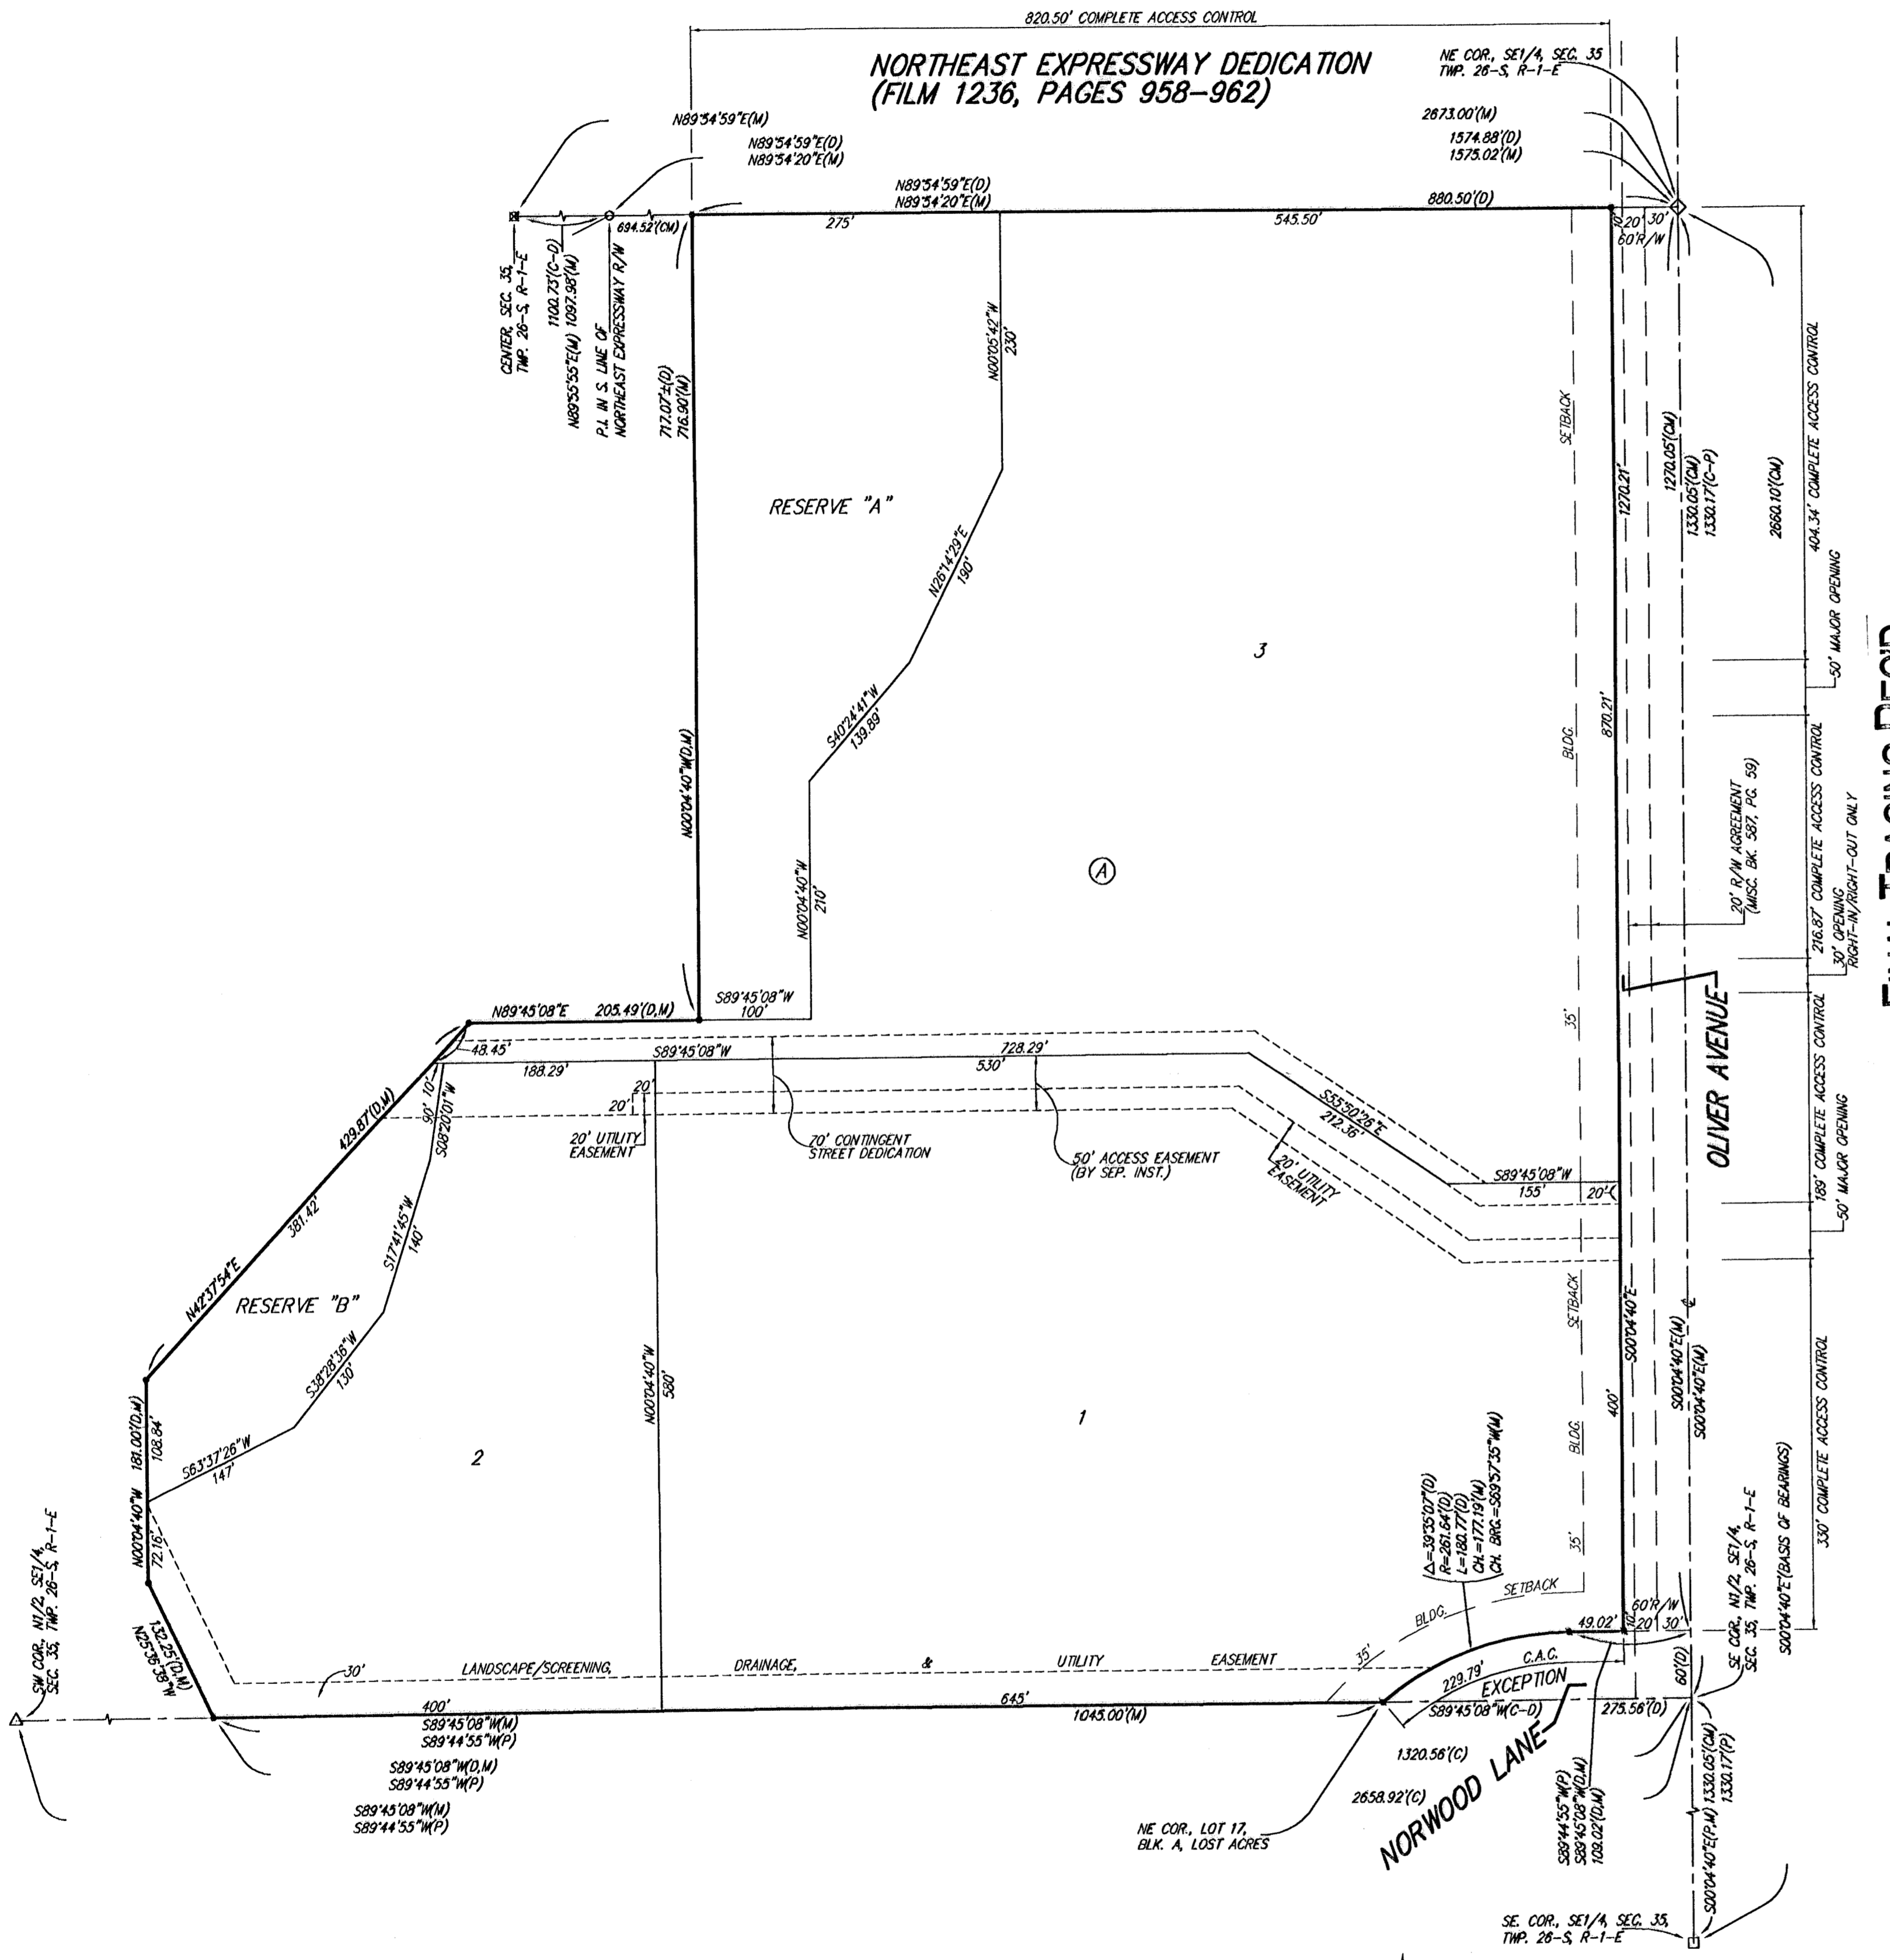 820.50' COMPLETE ACCESS CONTROL
NORTHEAST EXPRESSWAY DEDICATION
(FILM 1236, PAGES 958-962)
NE COR., SE1/4, SEC. 35
TWP. 26-S, R-1-E
N89°54'59"E(M)
N89°54'59"E(D)
N89°54'20"E(M)
2673.00'(M)
1574.88'(D)
1575.02'(M)
N89°54'59"E(D)
N89°54'20"E(M)
880.50'(D)
694.52'(CM)
275'
545.50'
10'
20'
30'
60'R/W
CENTER, SEC. 35,
TWP. 26-S, R-1-E
1100.73'(C-D)
N89°55'55"E(M) 1097.98'(M)
P.I. IN S. LINE OF
NORTHEAST EXPRESSWAY R/W
717.07'±(D)
716.90'(M)
N00°05'42"W
230'
RESERVE "A"
N26°14'29"E
190'
S40°24'41"W
139.89'
N00°04'40"W(D,M)
N00°04'40"W
210'
3
A
SETBACK
BLDG.
35'
1270.21'
870.21'
1270.05'(CM)
1330.05'(CM)
1330.17'(C-P)
2660.10'(CM)
404.34' COMPLETE ACCESS CONTROL
50' MAJOR OPENING
216.87' COMPLETE ACCESS CONTROL
30' OPENING
RIGHT-IN/RIGHT-OUT ONLY
20' R/W AGREEMENT
(MISC. BK. 587, PG. 59)
OLIVER AVENUE
189' COMPLETE ACCESS CONTROL
50' MAJOR OPENING
N89°45'08"E
205.49'(D,M)
S89°45'08"W
100'
48.45'
S89°45'08"W
728.29'
188.29'
530'
10'
90'
S08°20'01"W
20'
20'
20' UTILITY
EASEMENT
70' CONTINGENT
STREET DEDICATION
50' ACCESS EASEMENT
(BY SEP. INST.)
S55°50'26"E
212.36'
20' UTILITY
EASEMENT
S89°45'08"W
155'
20'
429.87'(D,M)
381.42'
N42°37'54"E
S17°41'45"W
140'
RESERVE "B"
S38°28'36"W
130'
S63°37'26"W
147'
181.00'(D,M)
108.84'
N00°04'40"W
72.16'
N00°04'40"W
580'
2
1
SETBACK
BLDG.
35'
S00°04'40"E
400'
S00°04'40"E(M)
S00°04'40"E(M)
330' COMPLETE ACCESS CONTROL
Δ=39°35'07"(D)
R=261.64'(D)
L=180.77'(D)
CH.=177.19'(M)
CH. BRG.=S69°57'35"W(M)
SETBACK
BLDG.
35'
49.02'
10'
20'
30'
60'R/W
SW COR., N1/2, SE1/4,
SEC. 35, TWP. 26-S, R-1-E
132.25'(D,M)
N25°36'38"W
30'
LANDSCAPE/SCREENING, DRAINAGE, & UTILITY EASEMENT
C.A.C.
229.79'
EXCEPTION
S89°45'08"W(C-D)
275.56'(D)
60'(D)
SE COR., N1/2, SE1/4,
SEC. 35, TWP. 26-S, R-1-E
S00°04'40"E (BASIS OF BEARINGS)
400'
645'
1045.00'(M)
S89°45'08"W(M)
S89°44'55"W(P)
S89°45'08"W(D,M)
S89°44'55"W(P)
S89°45'08"W(M)
S89°44'55"W(P)
1320.56'(C)
2658.92'(C)
NORWOOD LANE
NE COR., LOT 17,
BLK. A, LOST ACRES
S89°44'55"W(P)
S89°45'08"W(D,M)
109.02'(D,M)
S00°04'40"E(P,M) 1330.05'(CM)
1330.17'(P)
SE. COR., SE1/4, SEC. 35,
TWP. 26-S, R-1-E